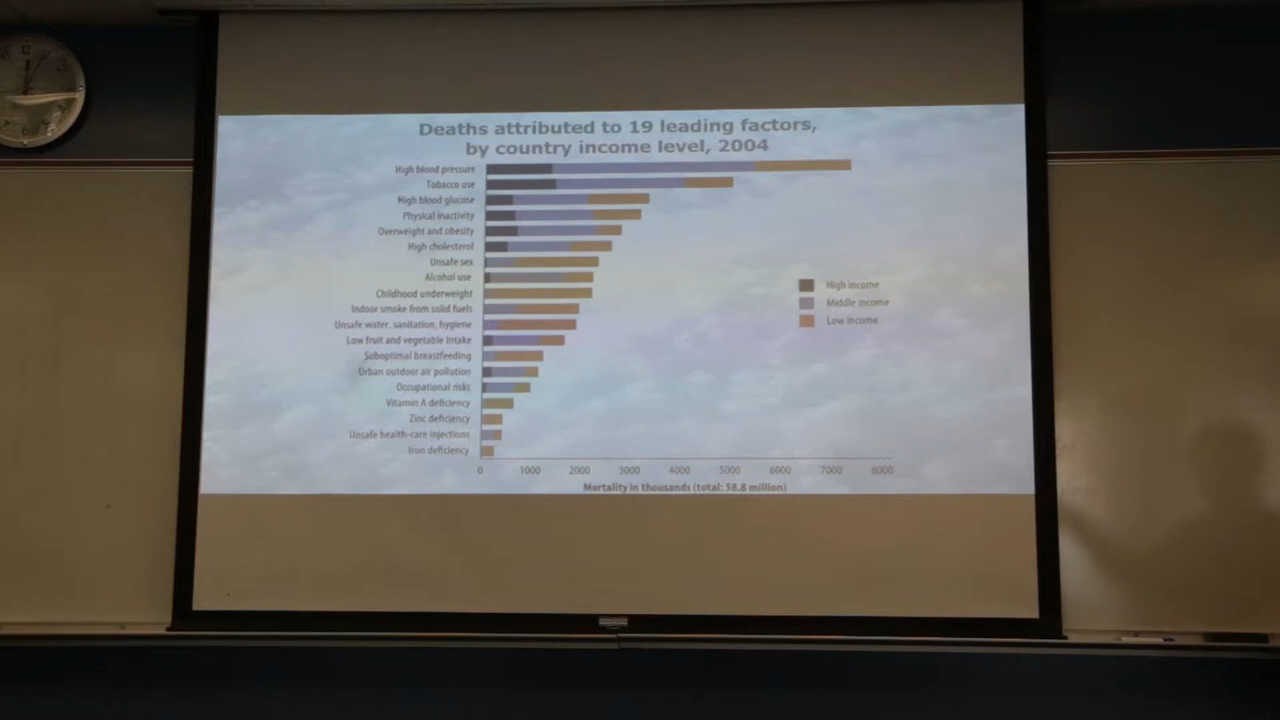 Deaths attributed to 19 leading factors,
by country income level, 2004
High blood pressure
Tobacco use
High blood glucose
Physical inactivity
Overweight and obesity
High cholesterol
Unsafe sex
Alcohol use
Childhood underweight
Indoor smoke from solid fuels
Unsafe water, sanitation, hygiene
Low fruit and vegetable intake
Suboptimal breastfeeding
Urban outdoor air pollution
Occupational risks
Vitamin A deficiency
Zinc deficiency
Unsafe health-care injections
Iron deficiency
High income
Middle income
Low income
0 1000 2000 3000 4000 5000 6000 7000 8000
Mortality in thousands (total: 58.8 million)